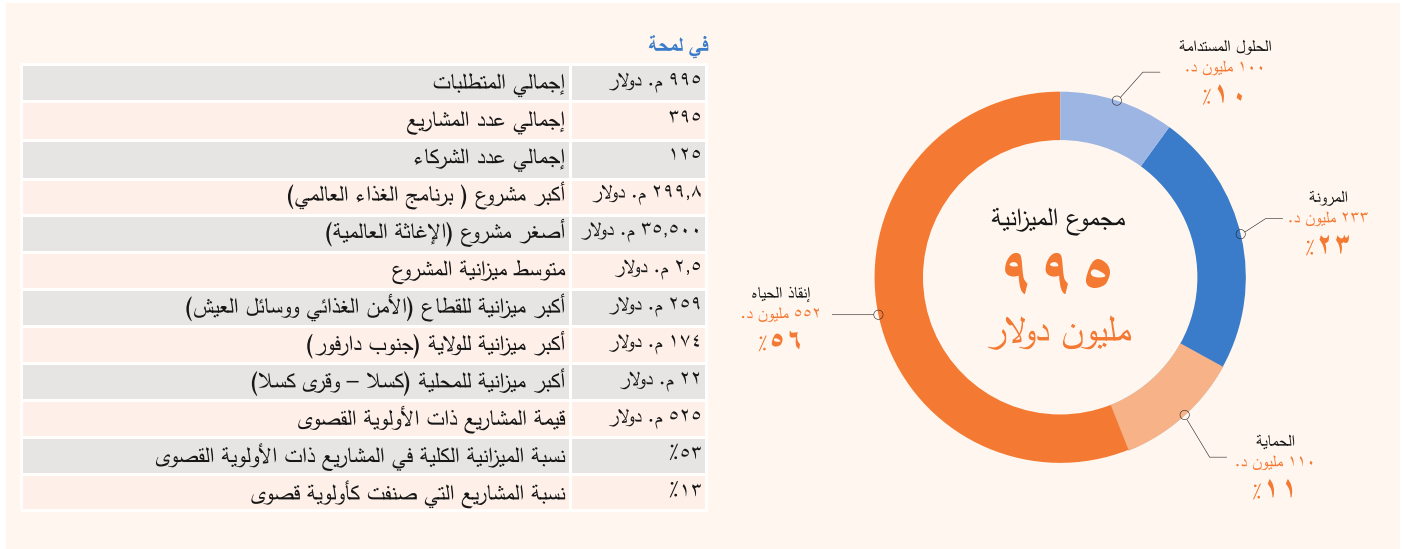 في لمحة
٩٩٥ م. دولار إجمالي المتطلبات
٣٩٥ إجمالي عدد المشاريع
١٢٥ إجمالي عدد الشركاء
٢٩٩,٨ م. دولار أكبر مشروع ( برنامج الغذاء العالمي)
٣٥,٥٠٠ م. دولار أصغر مشروع (الإغاثة العالمية)
٢,٥ م. دولار متوسط ميزانية المشروع
٢٥٩ م. دولار أكبر ميزانية للقطاع (الأمن الغذائي ووسائل العيش)
١٧٤ م. دولار أكبر ميزانية للولاية (جنوب دارفور)
٢٢ م. دولار أكبر ميزانية للمحلية (كسلا – وقرى كسلا)
٥٢٥ م. دولار قيمة المشاريع ذات الأولوية القصوى
٥٣٪ نسبة الميزانية الكلية في المشاريع ذات الأولوية القصوى
١٣٪ نسبة المشاريع التي صنفت كأولوية قصوى
الحلول المستدامة
١٠٠ مليون د.
١٠٪
المرونة
٢٣٣ مليون د.
٢٣٪
مجموع الميزانية
٩٩٥
مليون دولار
إنقاذ الحياه
٥٥٢ مليون د.
٥٦٪
الحماية
١١٠ مليون د.
١١٪